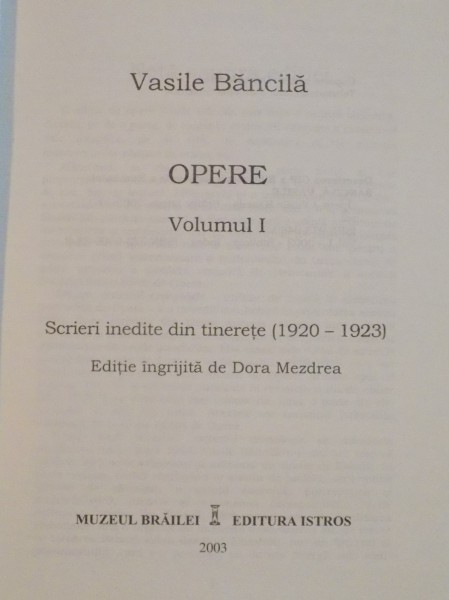 Vasile Băncilă
OPERE
Volumul I
Scrieri inedite din tinerețe (1920 – 1923)
Ediție îngrijită de Dora Mezdrea
MUZEUL BRĂILEI EDITURA ISTROS
2003